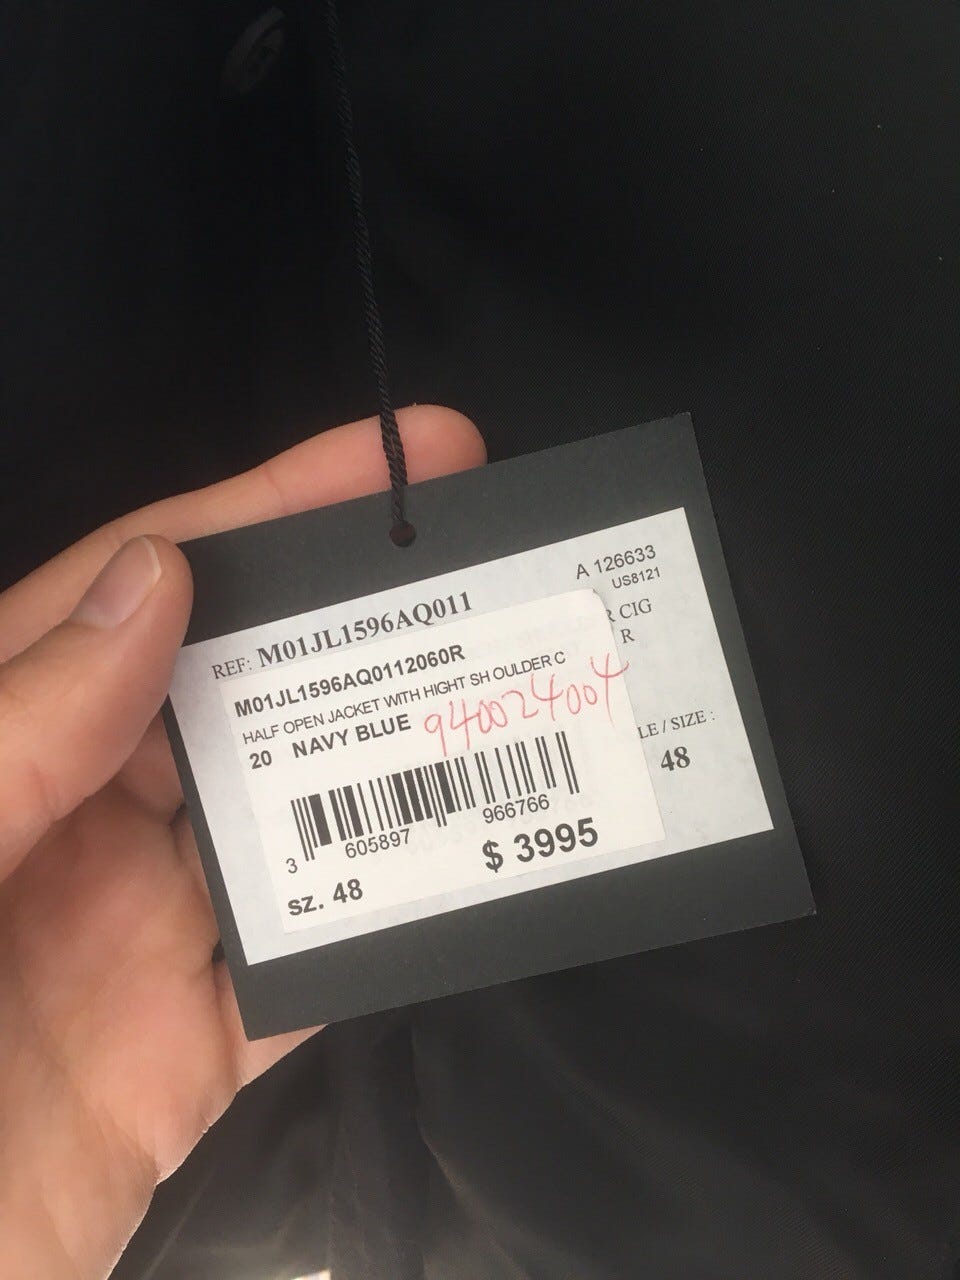 A 126633
US8121
REF: M01JL1596AQ011
R CIG
R
M01JL1596AQ0112060R
HALF OPEN JACKET WITH HIGHT SH OULDER C
20 NAVY BLUE
940024004
LE / SIZE :
48
3 605897 966766
$ 3995
sz. 48